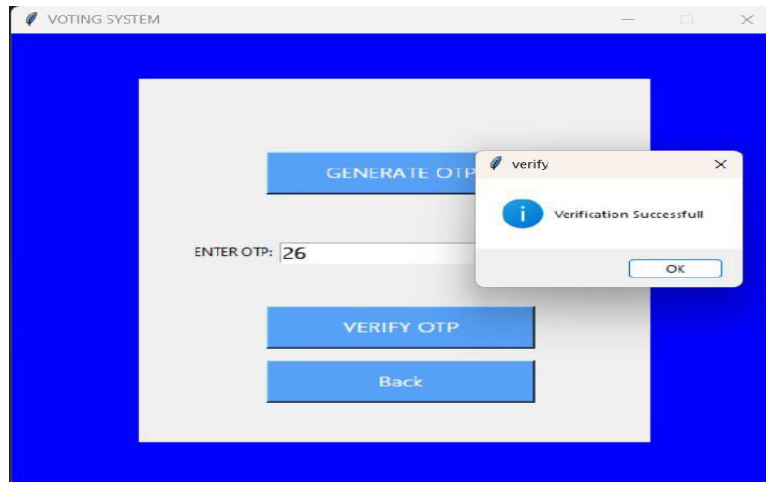 VOTING SYSTEM
GENERATE OTP
verify
Verification Successfull
OK
ENTER OTP: 26
VERIFY OTP
Back